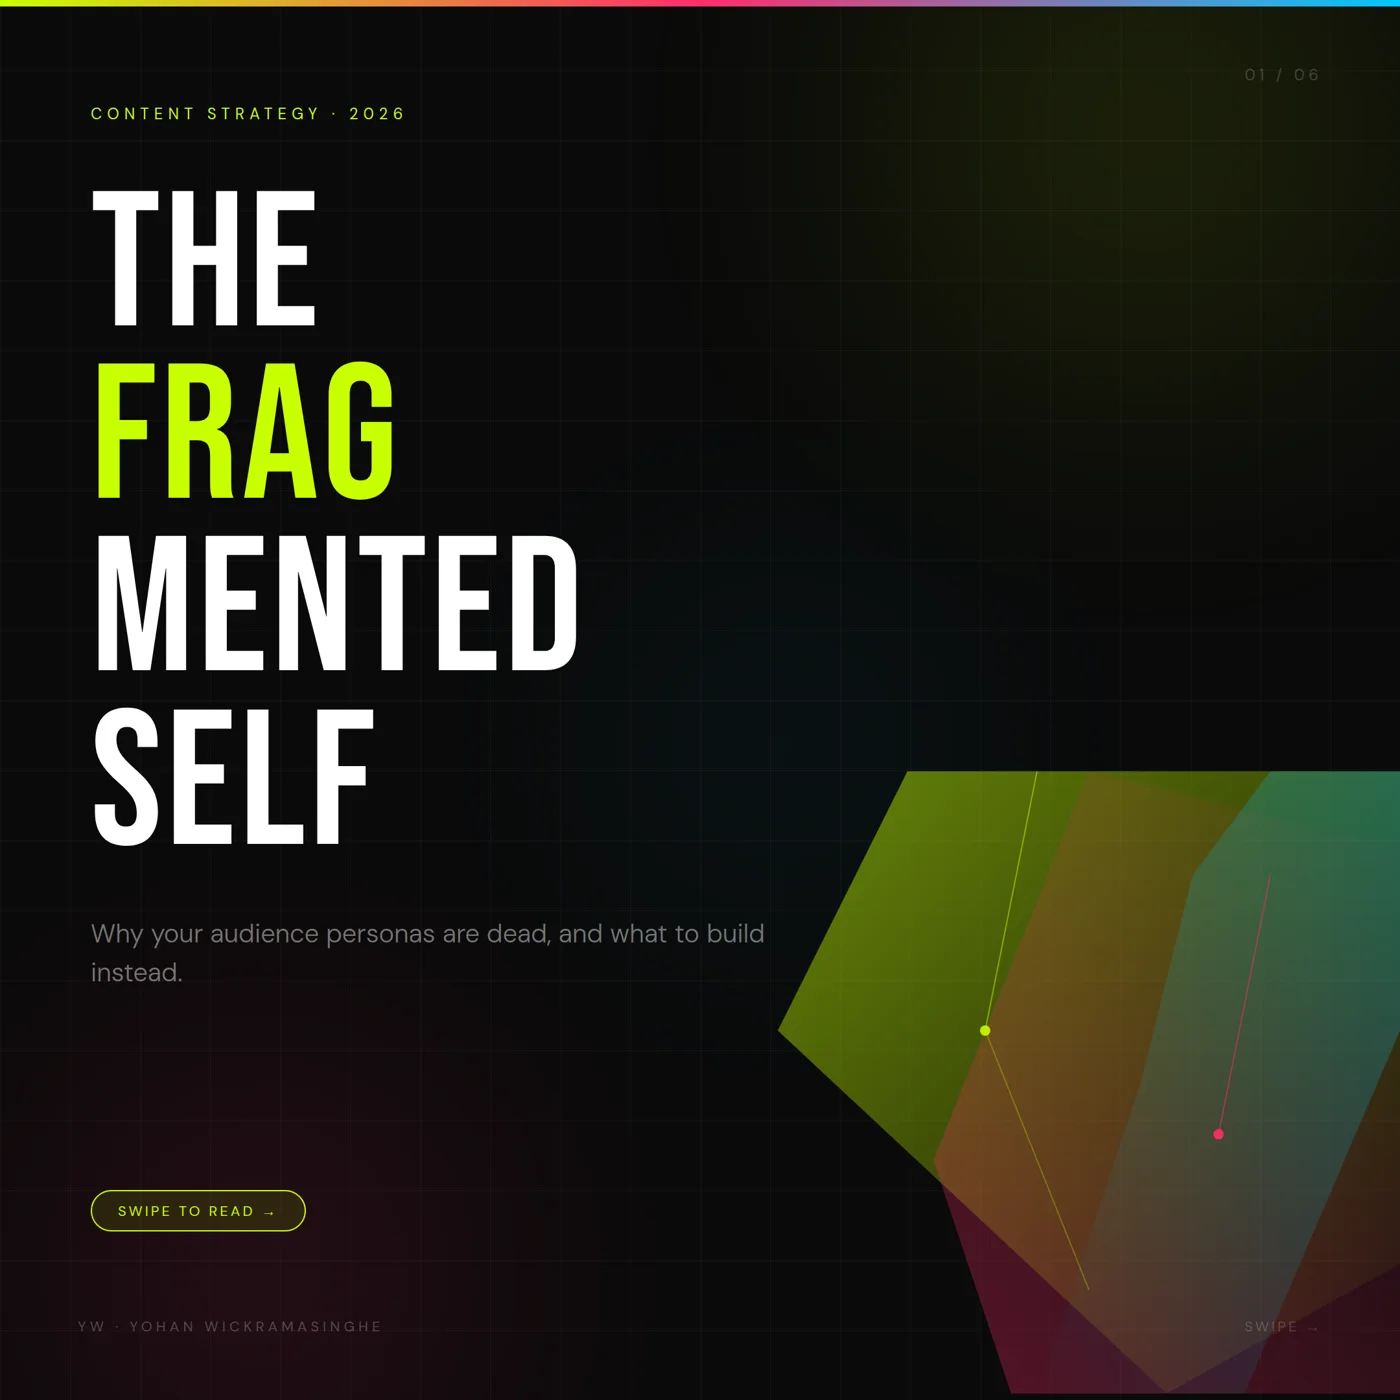 01 / 06
CONTENT STRATEGY · 2026
THE
FRAG
MENTED
SELF
Why your audience personas are dead, and what to build
instead.
SWIPE TO READ →
YW · YOHAN WICKRAMASINGHE
SWIPE →